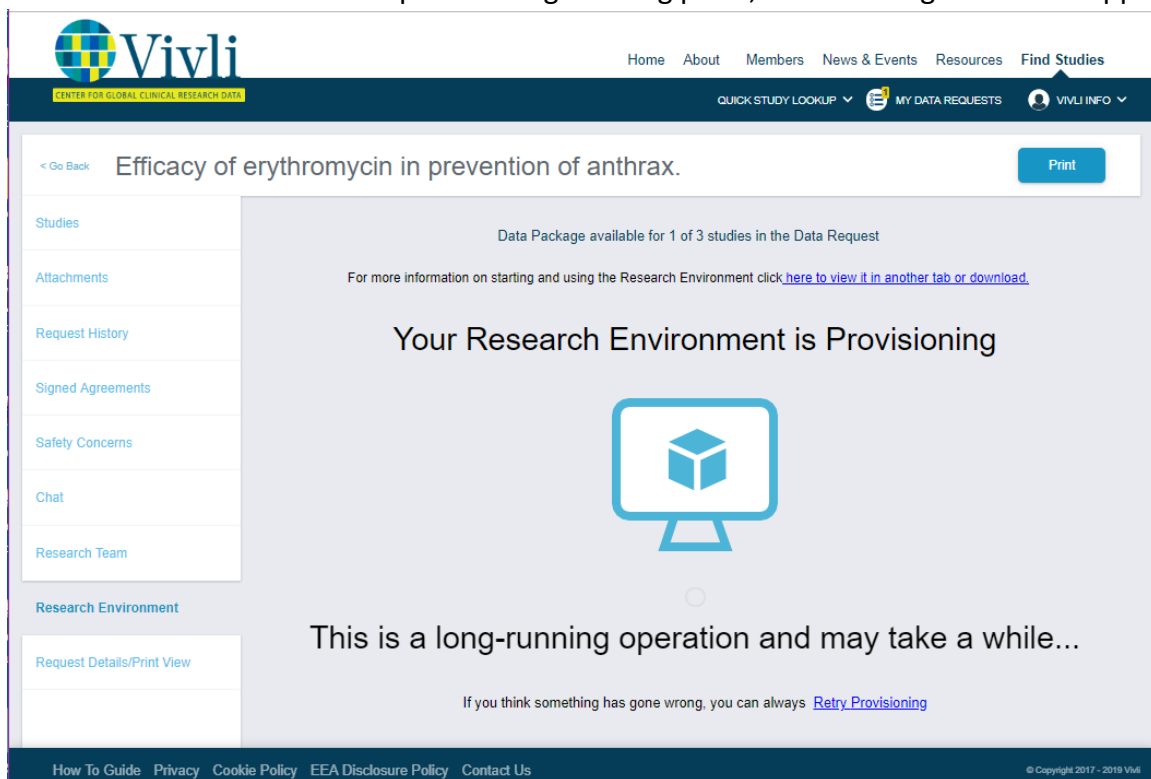 Vivli
CENTER FOR GLOBAL CLINICAL RESEARCH DATA
Home About Members News & Events Resources Find Studies
QUICK STUDY LOOKUP 1 MY DATA REQUESTS VIVLI INFO
< Go Back Efficacy of erythromycin in prevention of anthrax. Print
Studies
Attachments
Request History
Signed Agreements
Safety Concerns
Chat
Research Team
Research Environment
Request Details/Print View
Data Package available for 1 of 3 studies in the Data Request
For more information on starting and using the Research Environment click here to view it in another tab or download.
Your Research Environment is Provisioning
This is a long-running operation and may take a while...
If you think something has gone wrong, you can always Retry Provisioning
How To Guide Privacy Cookie Policy EEA Disclosure Policy Contact Us
© Copyright 2017 - 2019 Vivli